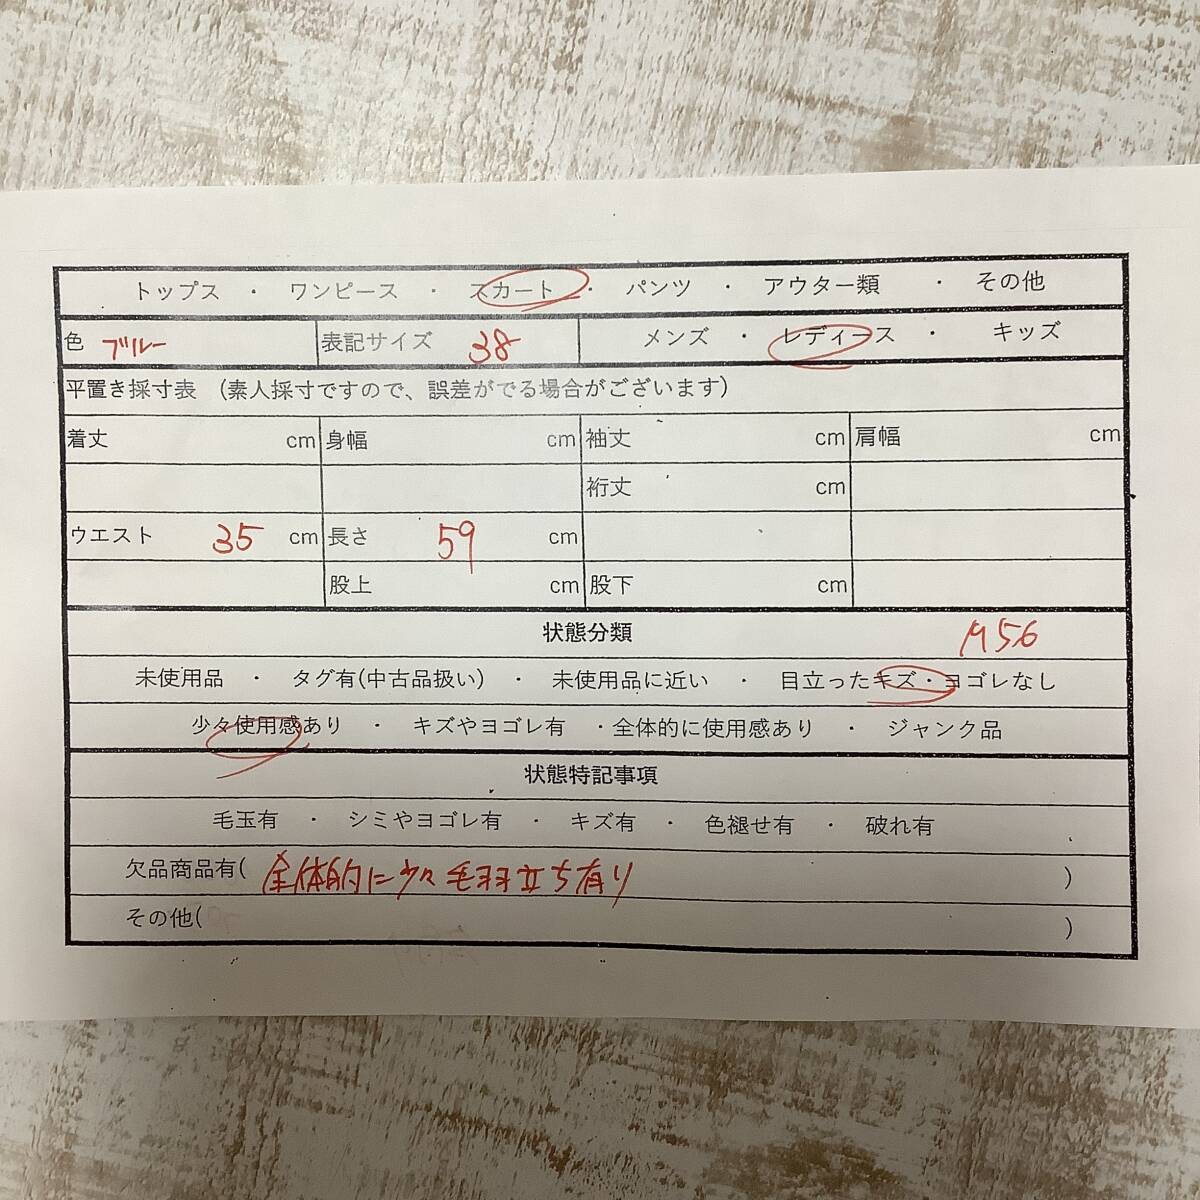 トップス ・ ワンピース ・ スカート ・ パンツ ・ アウター類 ・ その他
色 ブルー 表記サイズ 38 メンズ ・ レディース ・ キッズ
平置き採寸表 (素人採寸ですので、誤差がでる場合がございます)
着丈 cm 身幅 cm 袖丈 cm 肩幅 cm
裄丈 cm
ウエスト 35 cm 長さ 59 cm
股上 cm 股下 cm
状態分類
未使用品 ・ タグ有(中古品扱い) ・ 未使用品に近い ・ 目立ったキズ・ヨゴレなし
少々使用感あり ・ キズやヨゴレ有 ・全体的に使用感あり ・ ジャンク品
状態特記事項
毛玉有 ・ シミやヨゴレ有 ・ キズ有 ・ 色褪せ有 ・ 破れ有
欠品商品有( 全体的に少々毛羽立ち有り )
その他( )